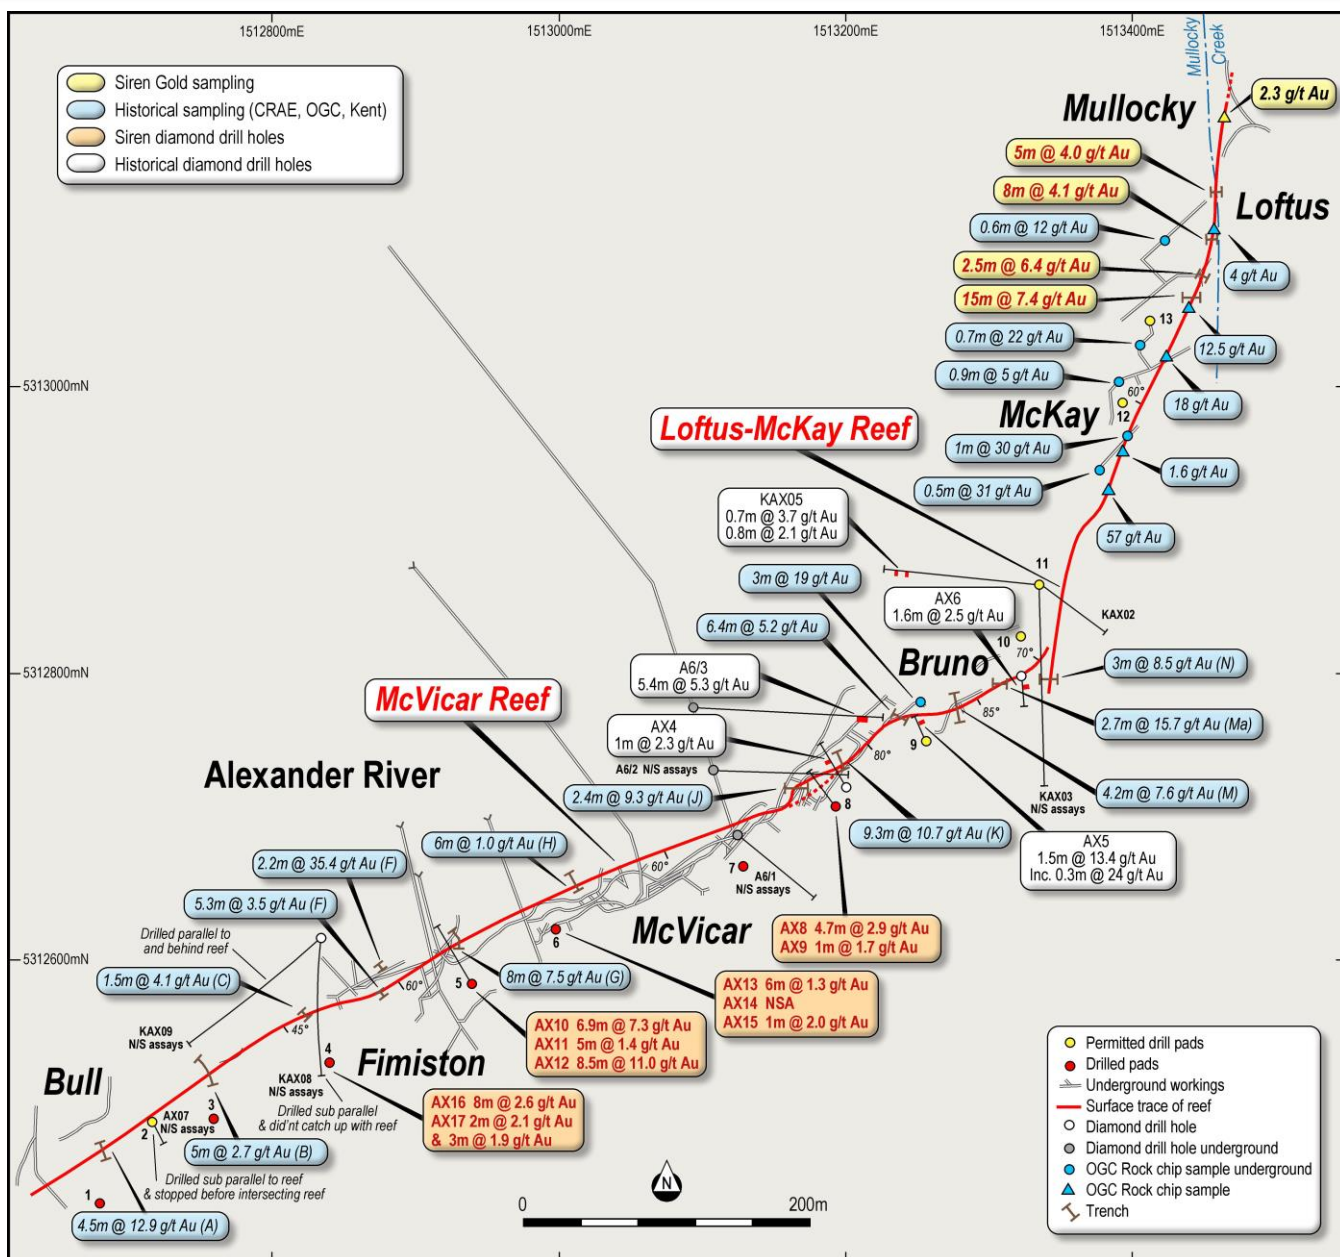 1512800mE
1513000mE
1513200mE
1513400mE
Siren Gold sampling
Historical sampling (CRAE, OGC, Kent)
Siren diamond drill holes
Historical diamond drill holes
Mullocky
Creek
Mullocky
2.3 g/t Au
5m @ 4.0 g/t Au
8m @ 4.1 g/t Au
Loftus
0.6m @ 12 g/t Au
2.5m @ 6.4 g/t Au
4 g/t Au
15m @ 7.4 g/t Au
13
0.7m @ 22 g/t Au
12.5 g/t Au
5313000mN
0.9m @ 5 g/t Au
60°
McKay
12
18 g/t Au
Loftus-McKay Reef
1m @ 30 g/t Au
1.6 g/t Au
0.5m @ 31 g/t Au
KAX05
0.7m @ 3.7 g/t Au
0.8m @ 2.1 g/t Au
57 g/t Au
11
3m @ 19 g/t Au
AX6
1.6m @ 2.5 g/t Au
KAX02
6.4m @ 5.2 g/t Au
10
70°
Bruno
5312800mN
A6/3
5.4m @ 5.3 g/t Au
3m @ 8.5 g/t Au (N)
McVicar Reef
85°
2.7m @ 15.7 g/t Au (Ma)
AX4
1m @ 2.3 g/t Au
9
80°
Alexander River
A6/2 N/S assays
2.4m @ 9.3 g/t Au (J)
8
KAX03
N/S assays
4.2m @ 7.6 g/t Au (M)
9.3m @ 10.7 g/t Au (K)
AX5
1.5m @ 13.4 g/t Au
Inc. 0.3m @ 24 g/t Au
6m @ 1.0 g/t Au (H)
60°
2.2m @ 35.4 g/t Au (F)
7
A6/1
N/S assays
5.3m @ 3.5 g/t Au (F)
McVicar
AX8 4.7m @ 2.9 g/t Au
AX9 1m @ 1.7 g/t Au
Drilled parallel to
and behind reef
6
5312600mN
1.5m @ 4.1 g/t Au (C)
60°
5
8m @ 7.5 g/t Au (G)
AX13 6m @ 1.3 g/t Au
AX14 NSA
AX15 1m @ 2.0 g/t Au
KAX09
N/S assays
45°
AX10 6.9m @ 7.3 g/t Au
AX11 5m @ 1.4 g/t Au
AX12 8.5m @ 11.0 g/t Au
4
Fimiston
Bull
KAX08
N/S assays
AX16 8m @ 2.6 g/t Au
AX17 2m @ 2.1 g/t Au
& 3m @ 1.9 g/t Au
3
AX07
N/S assays
2
Drilled sub parallel
& did'nt catch up with reef
5m @ 2.7 g/t Au (B)
Drilled sub parallel to reef
& stopped before intersecting reef
1
4.5m @ 12.9 g/t Au (A)
N
0
200m
Permitted drill pads
Drilled pads
Underground workings
Surface trace of reef
Diamond drill hole
Diamond drill hole underground
OGC Rock chip sample underground
OGC Rock chip sample
Trench